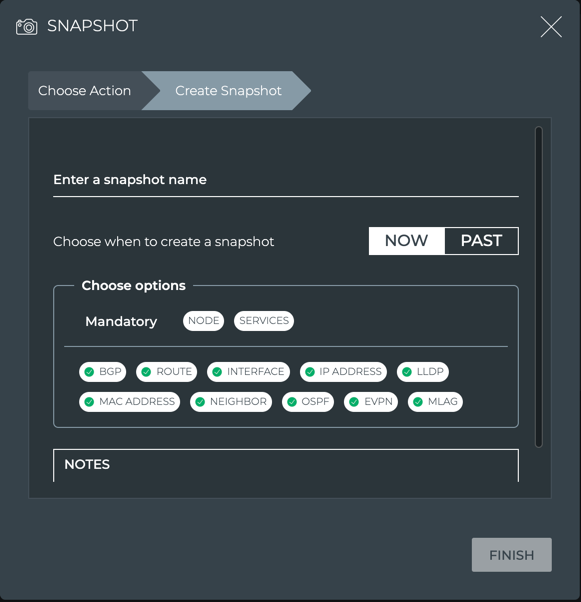 SNAPSHOT
Choose Action Create Snapshot
Enter a snapshot name
Choose when to create a snapshot NOW PAST
Choose options
Mandatory NODE SERVICES
BGP ROUTE INTERFACE IP ADDRESS LLDP
MAC ADDRESS NEIGHBOR OSPF EVPN MLAG
NOTES
FINISH